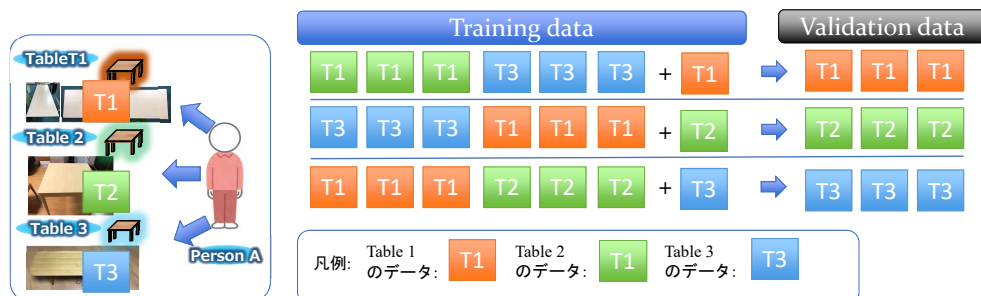 Training data
Validation data
TableT1
T1
Table 2
T2
Table 3
T3
Person A
T1 T1 T1 T3 T3 T3 + T1 T1 T1 T1
T3 T3 T3 T1 T1 T1 + T2 T2 T2 T2
T1 T1 T1 T2 T2 T2 + T3 T3 T3 T3
凡例: Table 1 のデータ: T1 Table 2 のデータ: T1 Table 3 のデータ: T3